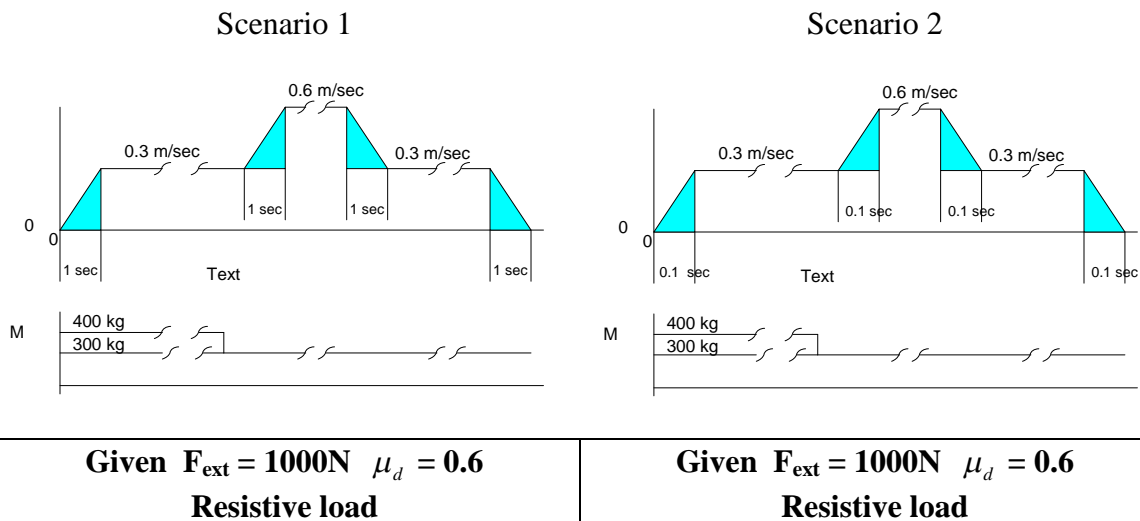 Scenario 1
0.6 m/sec
0.3 m/sec
0.3 m/sec
1 sec
1 sec
0
0
1 sec
Text
1 sec
M
400 kg
300 kg
Scenario 2
0.6 m/sec
0.3 m/sec
0.3 m/sec
0.1 sec
0.1 sec
0
0
0.1 sec
Text
0.1 sec
M
400 kg
300 kg
Given F_ext = 1000N μ_d = 0.6
Resistive load
Given F_ext = 1000N μ_d = 0.6
Resistive load